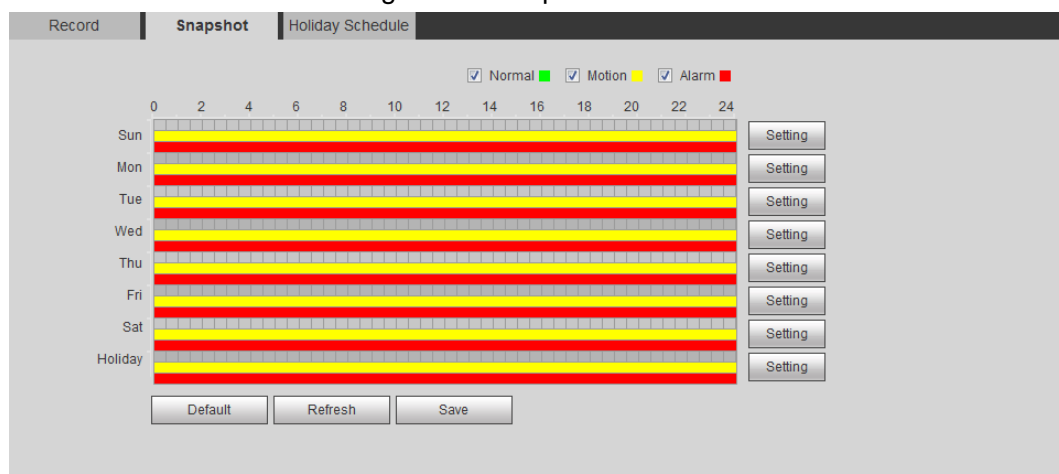 Record Snapshot Holiday Schedule
Normal Motion Alarm
0 2 4 6 8 10 12 14 16 18 20 22 24
Sun Setting
Mon Setting
Tue Setting
Wed Setting
Thu Setting
Fri Setting
Sat Setting
Holiday Setting
Default Refresh Save